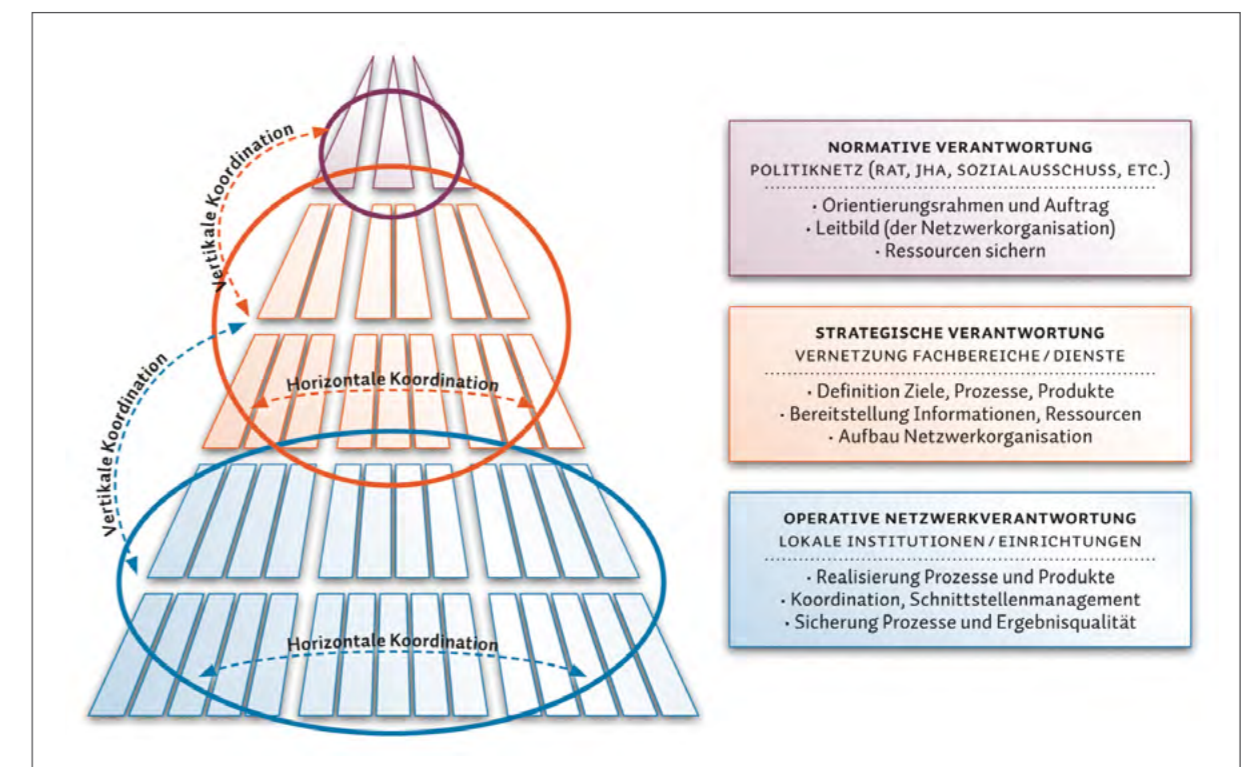 Vertikale Koordination
Vertikale Koordination
Horizontale Koordination
Horizontale Koordination
NORMATIVE VERANTWORTUNG
POLITIKNETZ (RAT, JHA, SOZIALAUSSCHUSS, ETC.)
· Orientierungsrahmen und Auftrag
· Leitbild (der Netzwerkorganisation)
· Ressourcen sichern
STRATEGISCHE VERANTWORTUNG
VERNETZUNG FACHBEREICHE / DIENSTE
· Definition Ziele, Prozesse, Produkte
· Bereitstellung Informationen, Ressourcen
· Aufbau Netzwerkorganisation
OPERATIVE NETZWERKVERANTWORTUNG
LOKALE INSTITUTIONEN / EINRICHTUNGEN
· Realisierung Prozesse und Produkte
· Koordination, Schnittstellenmanagement
· Sicherung Prozesse und Ergebnisqualität